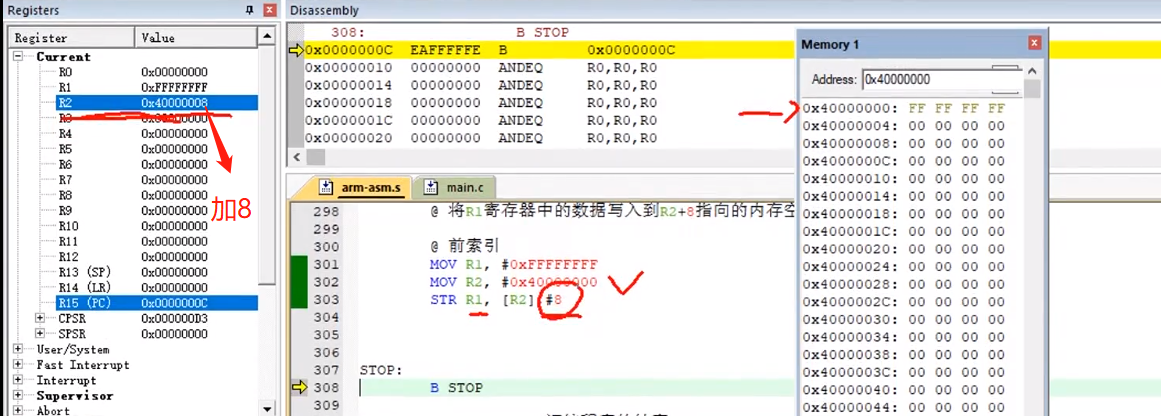 Registers
Register Value
Current
R0 0x00000000
R1 0xFFFFFFFF
R2 0x40000008
R3 0x00000000
R4 0x00000000
R5 0x00000000
R6 0x00000000
R7 0x00000000
R8 0x00000000
R9 0x00000000
R10 0x00000000
R11 0x00000000
R12 0x00000000
R13 (SP) 0x00000000
R14 (LR) 0x00000000
R15 (PC) 0x0000000C
CPSR 0x000000D3
SPSR 0x00000000
User/System
Fast Interrupt
Interrupt
Supervisor
Abort
加8
Disassembly
308: B STOP
0x0000000C EAFFFFFE B 0x0000000C
0x00000010 00000000 ANDEQ R0,R0,R0
0x00000014 00000000 ANDEQ R0,R0,R0
0x00000018 00000000 ANDEQ R0,R0,R0
0x0000001C 00000000 ANDEQ R0,R0,R0
0x00000020 00000000 ANDEQ R0,R0,R0
arm-asm.s main.c
298 @ 将R1寄存器中的数据写入到R2+8指向的内存空
299
300 @ 前索引
301 MOV R1, #0xFFFFFFFF
302 MOV R2, #0x40000000
303 STR R1, [R2] #8
304
305
306
307 STOP:
308 B STOP
309
Memory 1
Address: 0x40000000
0x40000000: FF FF FF FF
0x40000004: 00 00 00 00
0x40000008: 00 00 00 00
0x4000000C: 00 00 00 00
0x40000010: 00 00 00 00
0x40000014: 00 00 00 00
0x40000018: 00 00 00 00
0x4000001C: 00 00 00 00
0x40000020: 00 00 00 00
0x40000024: 00 00 00 00
0x40000028: 00 00 00 00
0x4000002C: 00 00 00 00
0x40000030: 00 00 00 00
0x40000034: 00 00 00 00
0x40000038: 00 00 00 00
0x4000003C: 00 00 00 00
0x40000040: 00 00 00 00
0x40000044: 00 00 00 00